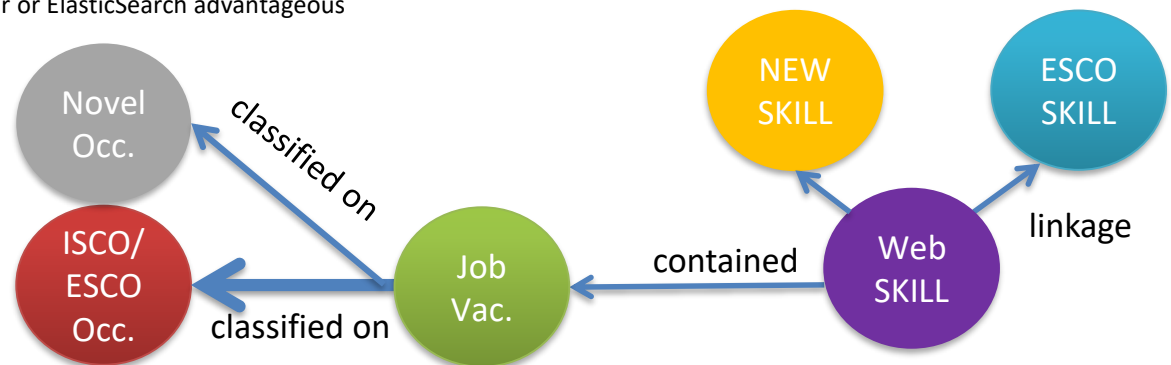 r or ElasticSearch advantageous
Novel
Occ.
classified on
NEW
SKILL
ESCO
SKILL
ISCO/
ESCO
Occ.
classified on
Job
Vac.
contained
Web
SKILL
linkage